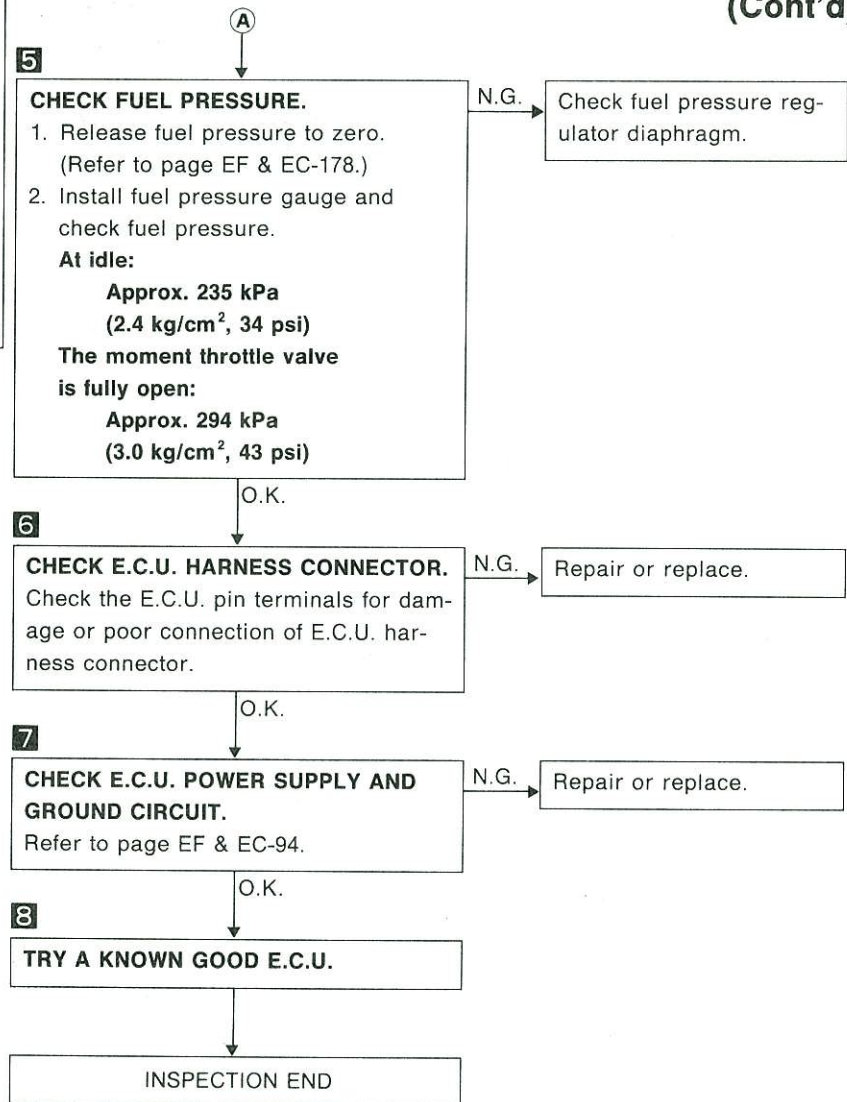 (Cont'd)
A
5
CHECK FUEL PRESSURE.
1. Release fuel pressure to zero.
(Refer to page EF & EC-178.)
2. Install fuel pressure gauge and
check fuel pressure.
At idle:
Approx. 235 kPa
(2.4 kg/cm², 34 psi)
The moment throttle valve
is fully open:
Approx. 294 kPa
(3.0 kg/cm², 43 psi)
N.G.
Check fuel pressure reg-
ulator diaphragm.
O.K.
6
CHECK E.C.U. HARNESS CONNECTOR.
Check the E.C.U. pin terminals for dam-
age or poor connection of E.C.U. har-
ness connector.
N.G.
Repair or replace.
O.K.
7
CHECK E.C.U. POWER SUPPLY AND
GROUND CIRCUIT.
Refer to page EF & EC-94.
N.G.
Repair or replace.
O.K.
8
TRY A KNOWN GOOD E.C.U.
INSPECTION END